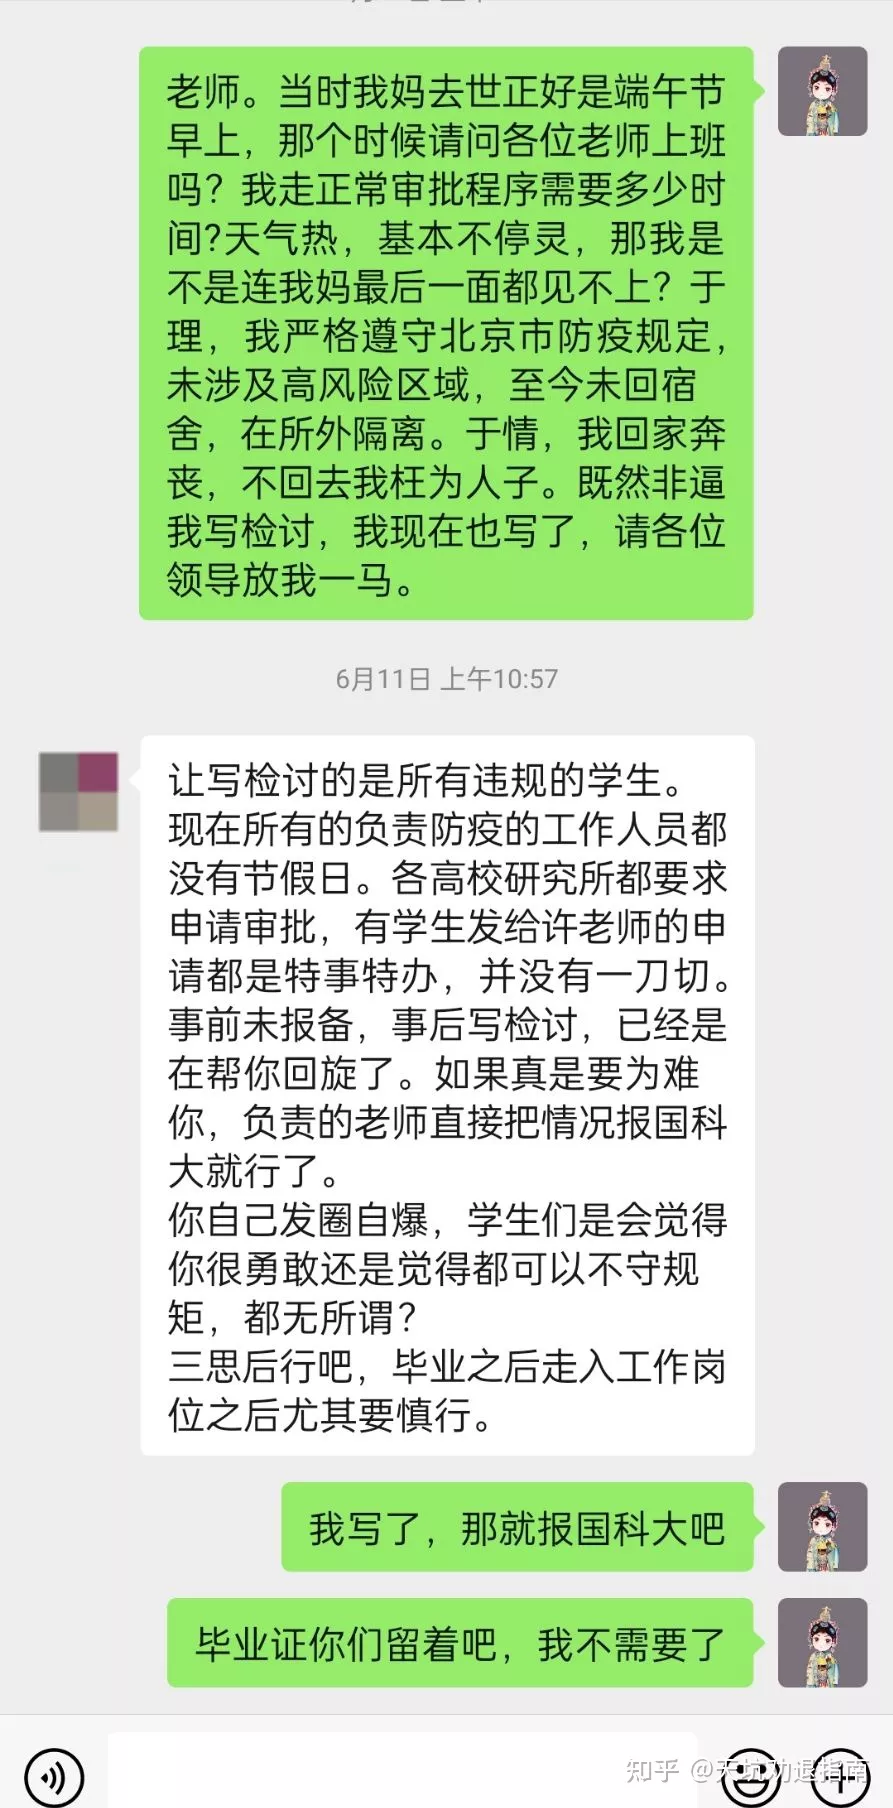 老师。当时我妈去世正好是端午节
早上，那个时候请问各位老师上班
吗？我走正常审批程序需要多少时
间?天气热，基本不停灵，那我是
不是连我妈最后一面都见不上？于
理，我严格遵守北京市防疫规定，
未涉及高风险区域，至今未回宿
舍，在所外隔离。于情，我回家奔
丧，不回去我枉为人子。既然非逼
我写检讨，我现在也写了，请各位
领导放我一马。
6月11日 上午10:57
让写检讨的是所有违规的学生。
现在所有的负责防疫的工作人员都
没有节假日。各高校研究所都要求
申请审批，有学生发给许老师的申
请都是特事特办，并没有一刀切。
事前未报备，事后写检讨，已经是
在帮你回旋了。如果真是要为难
你，负责的老师直接把情况报国科
大就行了。
你自己发圈自爆，学生们是会觉得
你很勇敢还是觉得都可以不守规
矩，都无所谓？
三思后行吧，毕业之后走入工作岗
位之后尤其要慎行。
我写了，那就报国科大吧
毕业证你们留着吧，我不需要了
知乎 @天坑劝退指南